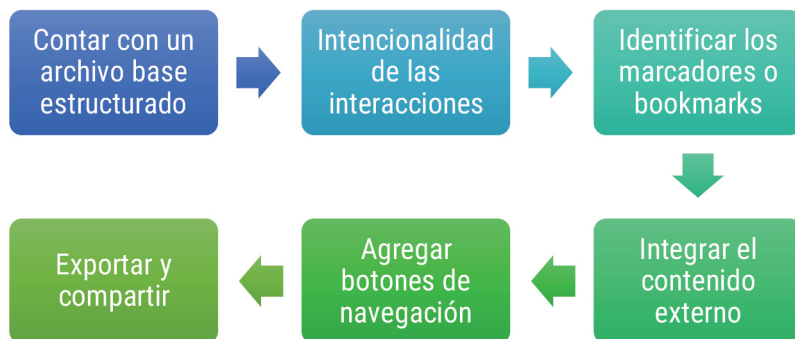 Contar con un
archivo base
estructurado
Intencionalidad
de las
interacciones
Identificar los
marcadores o
bookmarks
Integrar el
contenido
externo
Agregar
botones de
navegación
Exportar y
compartir